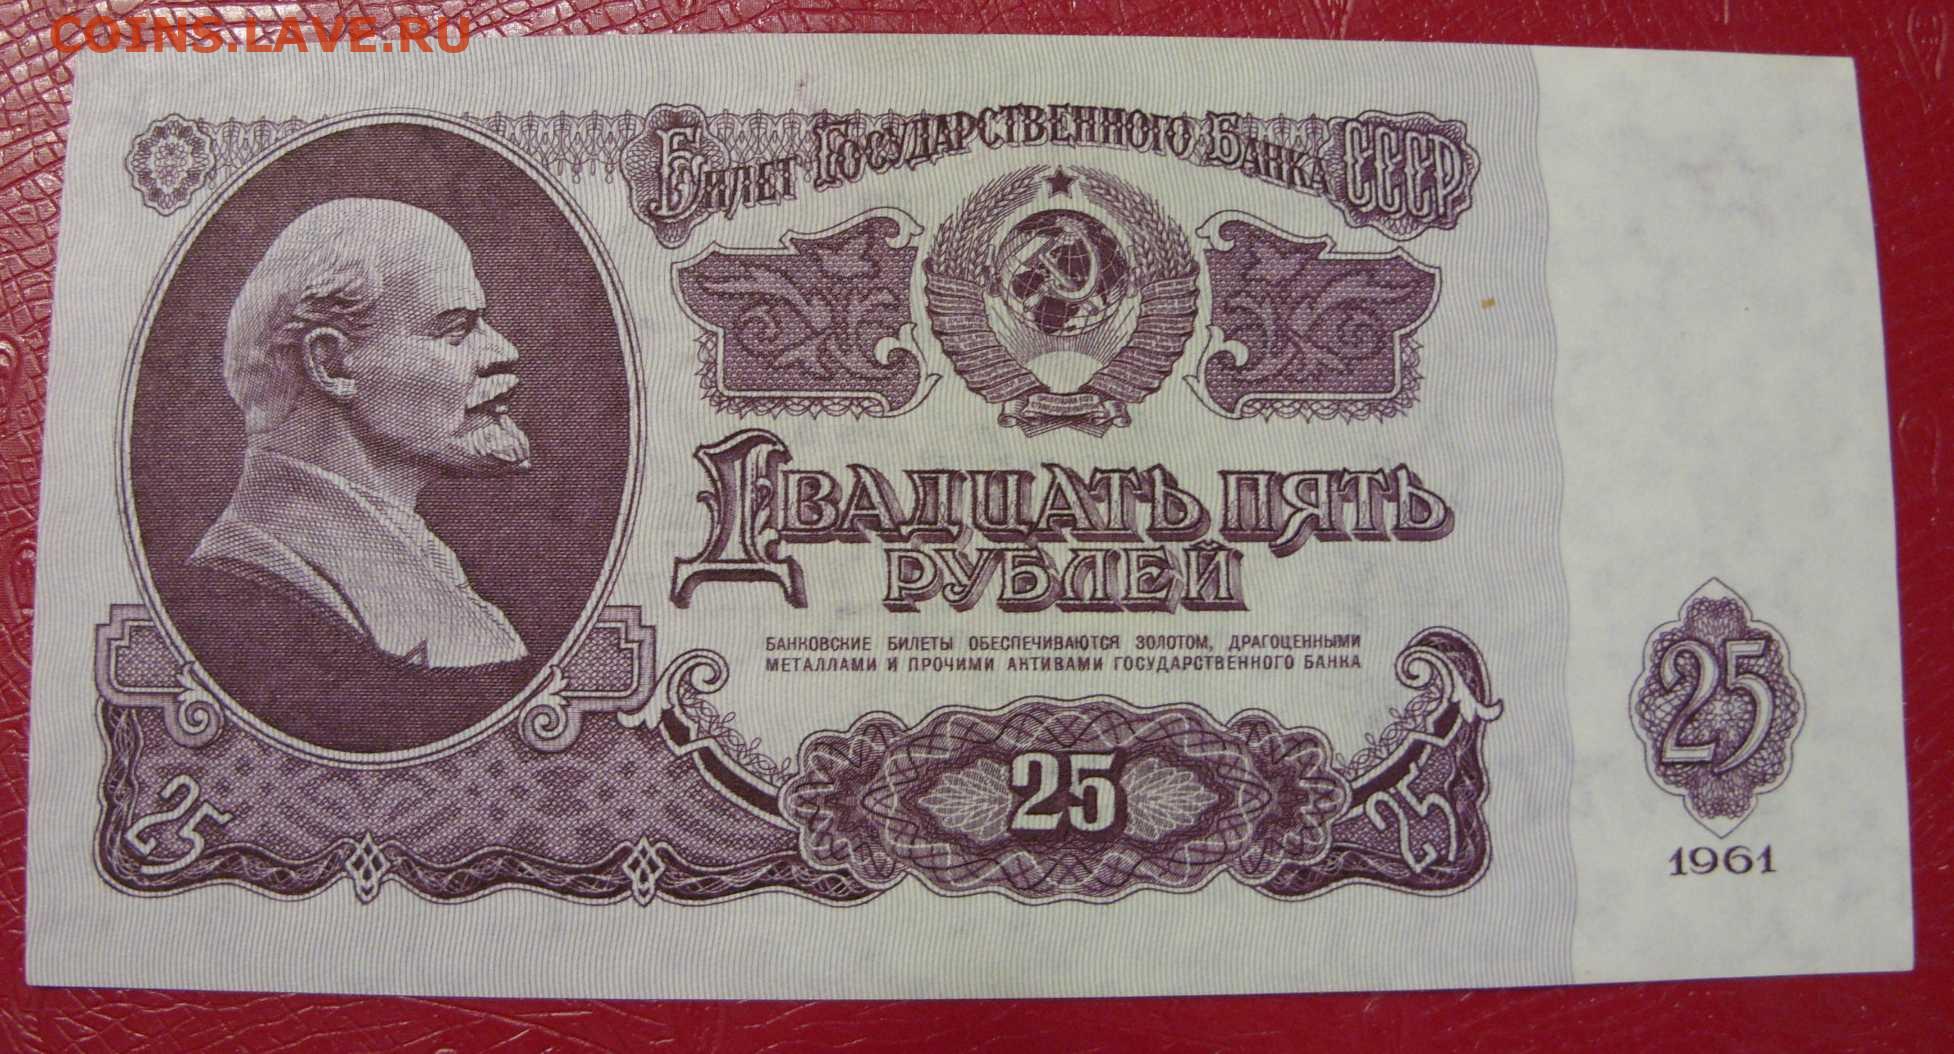 COINS.LAVE.RU
Билет Государственного Банка СССР
Двадцать пять
рублей
БАНКОВСКИЕ БИЛЕТЫ ОБЕСПЕЧИВАЮТСЯ ЗОЛОТОМ, ДРАГОЦЕННЫМИ
МЕТАЛЛАМИ И ПРОЧИМИ АКТИВАМИ ГОСУДАРСТВЕННОГО БАНКА
25
25
25
25
1961